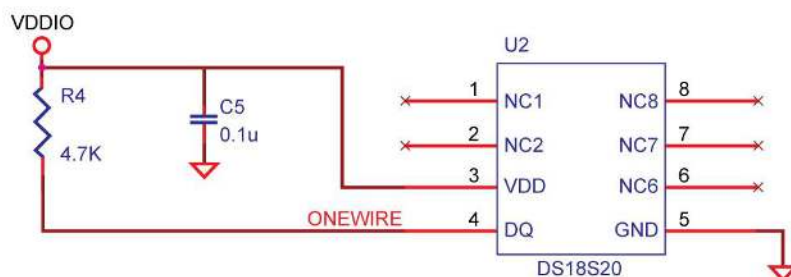 VDDIO
U2
R4
4.7K
C5
0.1u
1 NC1 NC8 8
2 NC2 NC7 7
3 VDD NC6 6
ONEWIRE 4 DQ GND 5
DS18S20